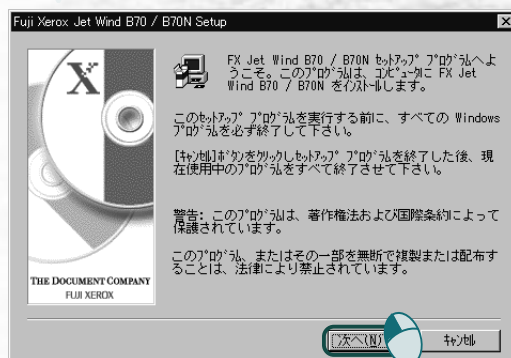 Fuji Xerox Jet Wind B70 / B70N Setup
FX Jet Wind B70 / B70N ｾｯﾄｱｯﾌﾟ ﾌﾟﾛｸﾞﾗﾑへよ
うこそ。このﾌﾟﾛｸﾞﾗﾑは、ｺﾝﾋﾟｭｰﾀに FX Jet
Wind B70 / B70N をｲﾝｽﾄｰﾙします。
このｾｯﾄｱｯﾌﾟ ﾌﾟﾛｸﾞﾗﾑを実行する前に、すべての Windows
ﾌﾟﾛｸﾞﾗﾑを必ず終了して下さい。
[ｷｬﾝｾﾙ]ﾎﾞﾀﾝをｸﾘｯｸしｾｯﾄｱｯﾌﾟ ﾌﾟﾛｸﾞﾗﾑを終了した後、現
在使用中のﾌﾟﾛｸﾞﾗﾑをすべて終了させて下さい。
警告: このﾌﾟﾛｸﾞﾗﾑは、著作権法および国際条約によって
保護されています。
このﾌﾟﾛｸﾞﾗﾑ、またはその一部を無断で複製または配布す
ることは、法律により禁止されています。
X
THE DOCUMENT COMPANY
FUJI XEROX
次へ(N)
ｷｬﾝｾﾙ